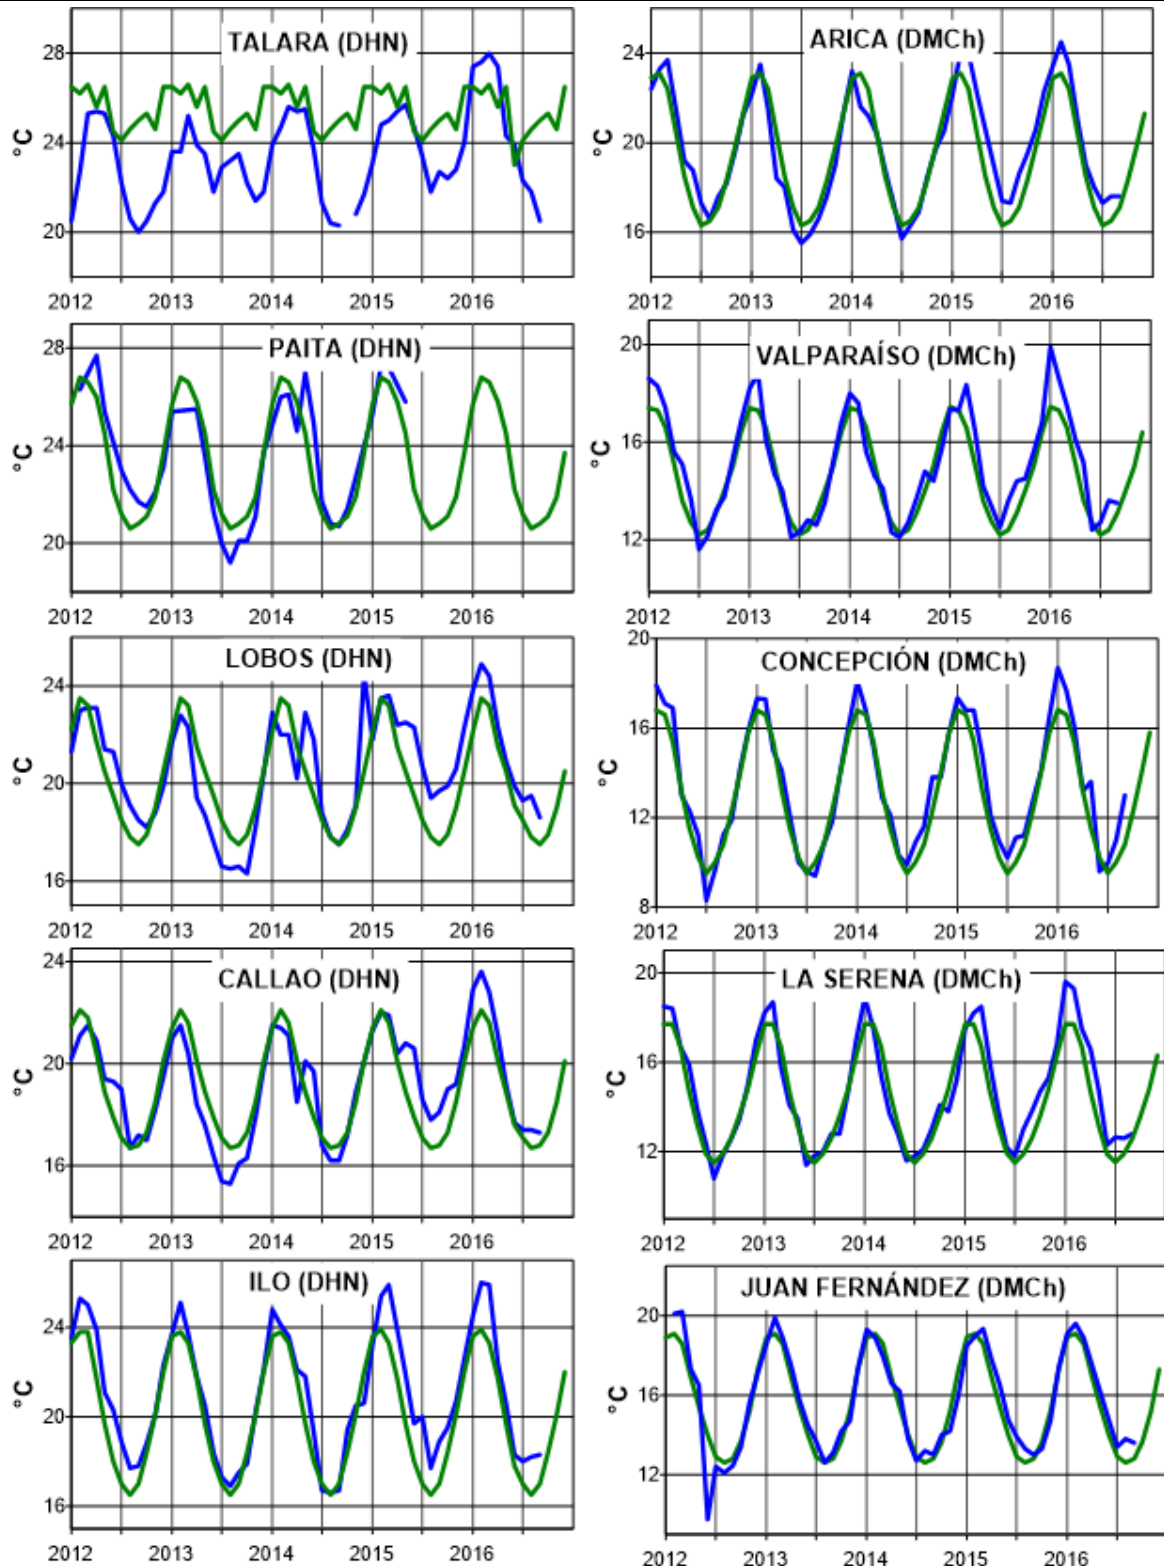 TALARA (DHN)
°C
28
24
20
2012 2013 2014 2015 2016
ARICA (DMCh)
°C
24
20
16
2012 2013 2014 2015 2016
PAITA (DHN)
°C
28
24
20
2012 2013 2014 2015 2016
VALPARAÍSO (DMCh)
°C
20
16
12
2012 2013 2014 2015 2016
LOBOS (DHN)
°C
24
20
16
2012 2013 2014 2015 2016
CONCEPCIÓN (DMCh)
°C
20
16
12
8
2012 2013 2014 2015 2016
CALLAO (DHN)
°C
24
20
16
2012 2013 2014 2015 2016
LA SERENA (DMCh)
°C
20
16
12
2012 2013 2014 2015 2016
ILO (DHN)
°C
24
20
16
2012 2013 2014 2015 2016
JUAN FERNÁNDEZ (DMCh)
°C
20
16
12
2012 2013 2014 2015 2016